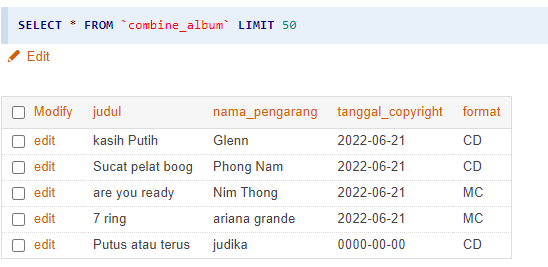 SELECT * FROM `combine_album` LIMIT 50
Edit
Modify judul nama_pengarang tanggal_copyright format
edit kasih Putih Glenn 2022-06-21 CD
edit Sucat pelat boog Phong Nam 2022-06-21 CD
edit are you ready Nim Thong 2022-06-21 MC
edit 7 ring ariana grande 2022-06-21 MC
edit Putus atau terus judika 0000-00-00 CD